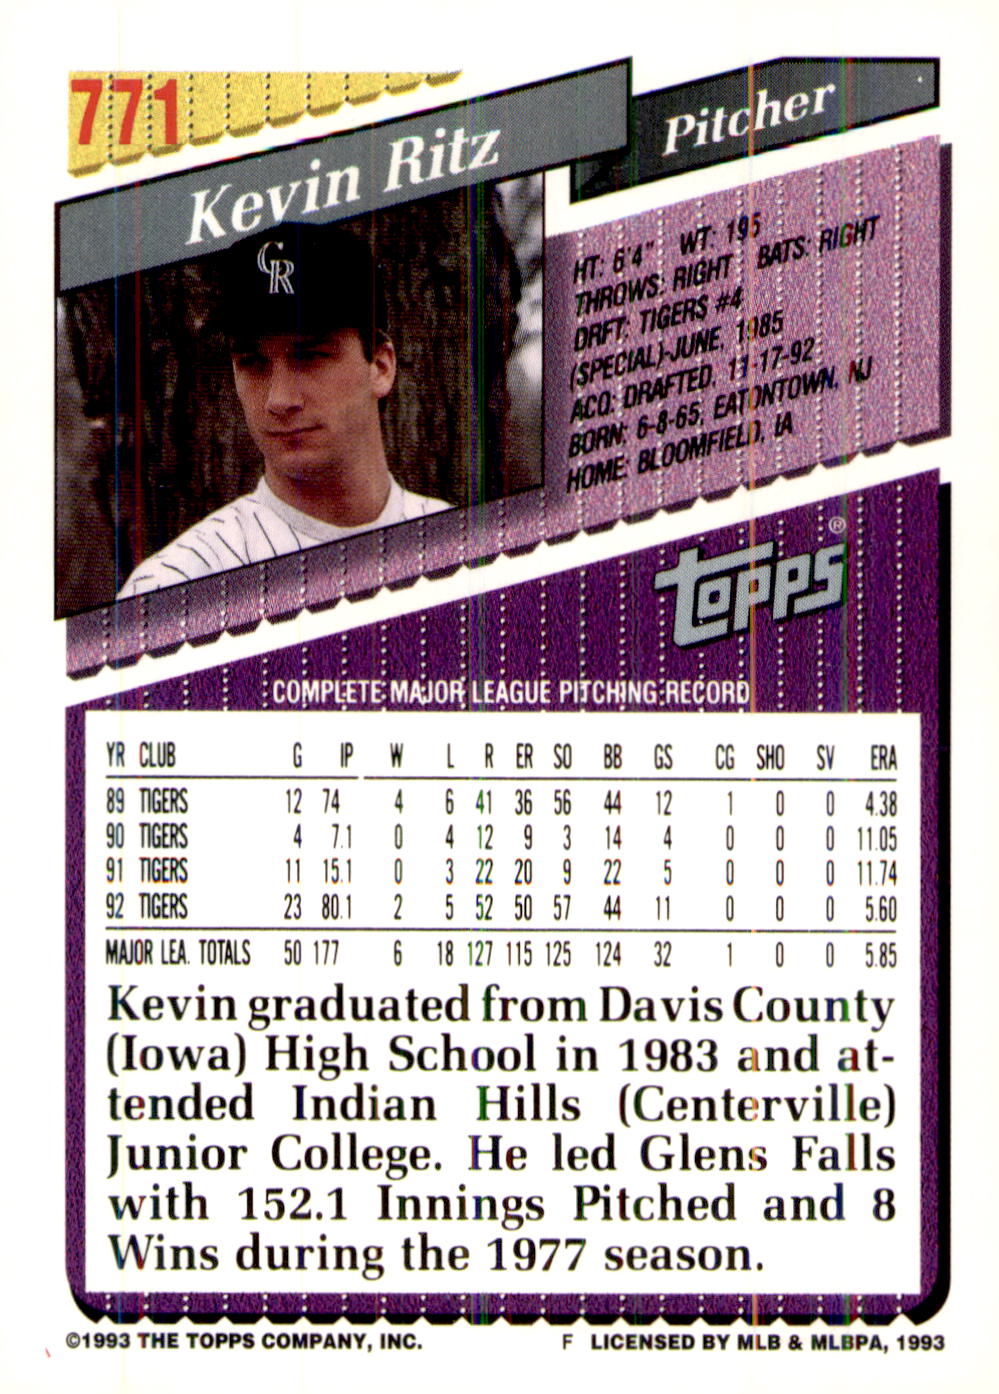 771
Kevin Ritz
Pitcher
CR
HT: 6'4" WT: 195
THROWS: RIGHT BATS: RIGHT
DRFT: TIGERS #4
(SPECIAL)-JUNE, 1985
ACQ: DRAFTED, 11-17-92
BORN: 6-8-65, EATONTOWN, NJ
HOME: BLOOMFIELD, IA
topps®
COMPLETE MAJOR LEAGUE PITCHING RECORD
YR CLUB G IP W L R ER SO BB GS CG SHO SV ERA
89 TIGERS 12 74 4 6 41 36 56 44 12 1 0 0 4.38
90 TIGERS 4 7.1 0 4 12 9 3 14 4 0 0 0 11.05
91 TIGERS 11 15.1 0 3 22 20 9 22 5 0 0 0 11.74
92 TIGERS 23 80.1 2 5 52 50 57 44 11 0 0 0 5.60
MAJOR LEA. TOTALS 50 177 6 18 127 115 125 124 32 1 0 0 5.85
Kevin graduated from Davis County
(Iowa) High School in 1983 and at-
tended Indian Hills (Centerville)
Junior College. He led Glens Falls
with 152.1 Innings Pitched and 8
Wins during the 1977 season.
©1993 THE TOPPS COMPANY, INC. F LICENSED BY MLB & MLBPA, 1993